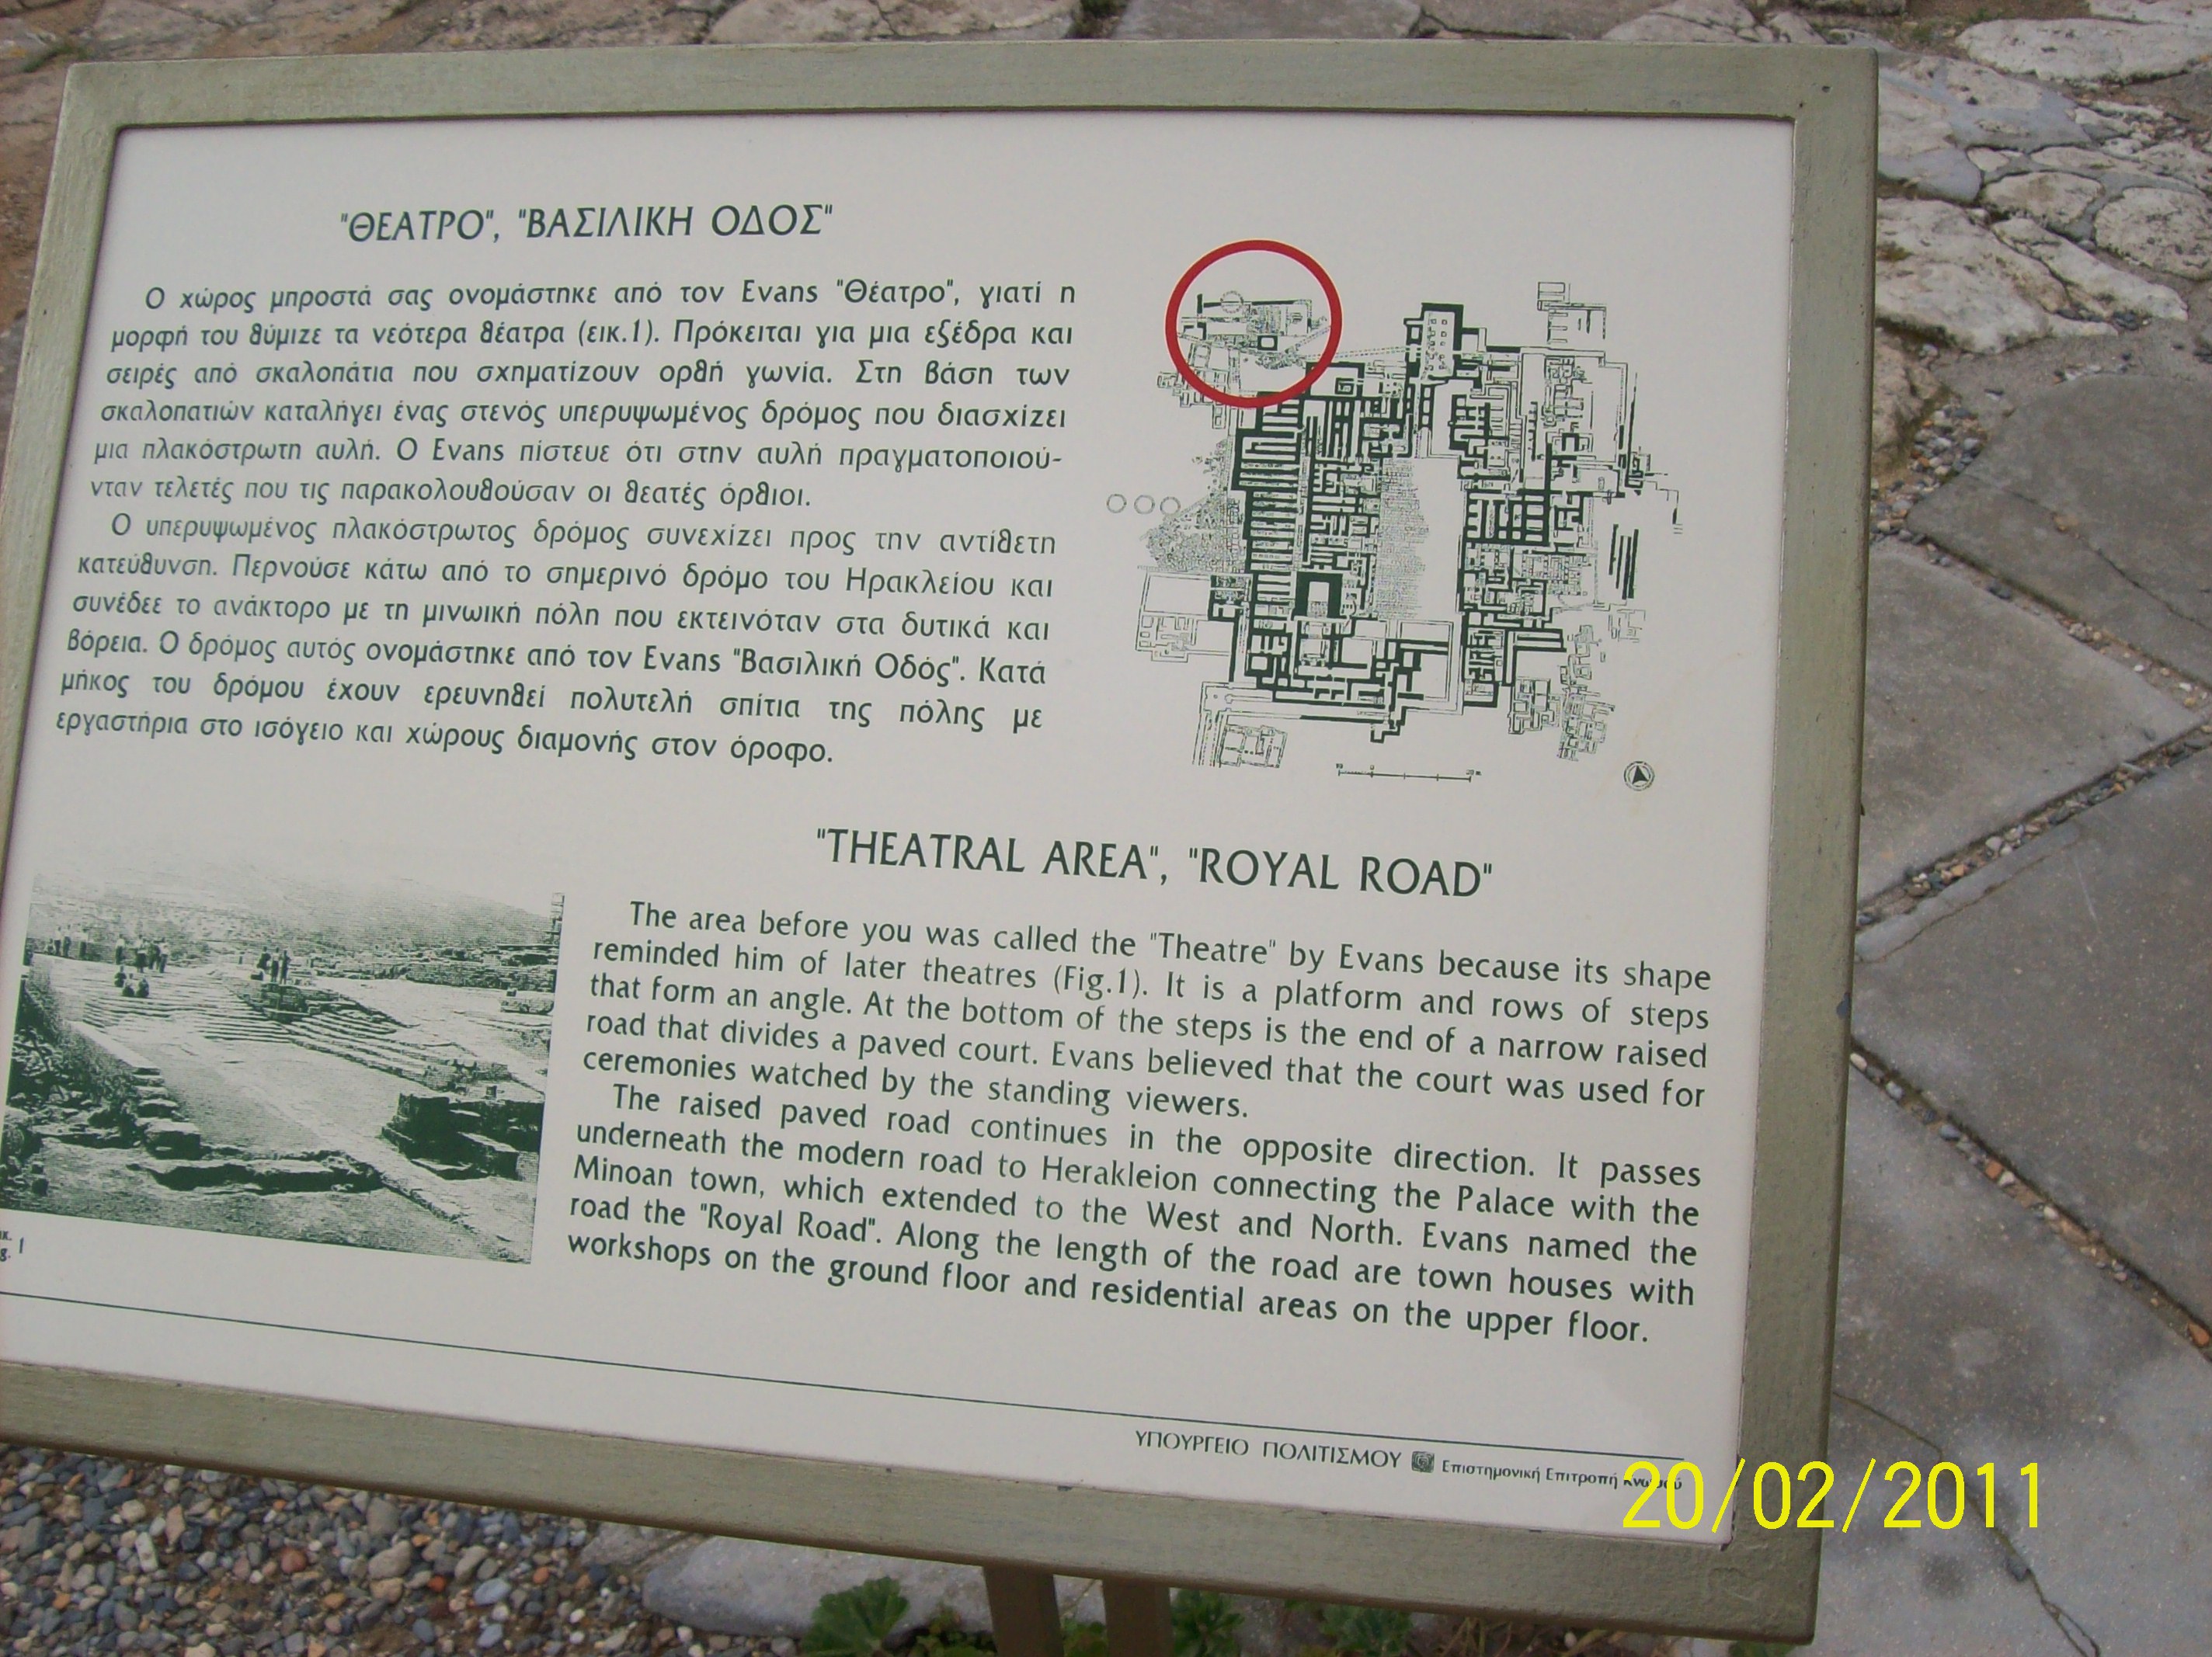 "ΘΕΑΤΡΟ", "ΒΑΣΙΛΙΚΗ ΟΔΟΣ"
Ο χώρος μπροστά σας ονομάστηκε από τον Evans "Θέατρο", γιατί η
μορφή του θύμιζε τα νεότερα θέατρα (εικ.1). Πρόκειται για μια εξέδρα και
σειρές από σκαλοπάτια που σχηματίζουν ορθή γωνία. Στη βάση των
σκαλοπατιών καταλήγει ένας στενός υπερυψωμένος δρόμος που διασχίζει
μια πλακόστρωτη αυλή. Ο Evans πίστευε ότι στην αυλή πραγματοποιού-
νταν τελετές που τις παρακολουθούσαν οι θεατές όρθιοι.
Ο υπερυψωμένος πλακόστρωτος δρόμος συνεχίζει προς την αντίθετη
κατεύθυνση. Περνούσε κάτω από το σημερινό δρόμο του Ηρακλείου και
συνέδεε το ανάκτορο με τη μινωική πόλη που εκτεινόταν στα δυτικά και
βόρεια. Ο δρόμος αυτός ονομάστηκε από τον Evans "Βασιλική Οδός". Κατά
μήκος του δρόμου έχουν ερευνηθεί πολυτελή σπίτια της πόλης με
εργαστήρια στο ισόγειο και χώρους διαμονής στον όροφο.
"THEATRAL AREA", "ROYAL ROAD"
The area before you was called the "Theatre" by Evans because its shape
reminded him of later theatres (Fig.1). It is a platform and rows of steps
that form an angle. At the bottom of the steps is the end of a narrow raised
road that divides a paved court. Evans believed that the court was used for
ceremonies watched by the standing viewers.
The raised paved road continues in the opposite direction. It passes
underneath the modern road to Herakleion connecting the Palace with the
Minoan town, which extended to the West and North. Evans named the
road the "Royal Road". Along the length of the road are town houses with
workshops on the ground floor and residential areas on the upper floor.
1
ΥΠΟΥΡΓΕΙΟ ΠΟΛΙΤΙΣΜΟΥ Επιστημονική Επιτροπή Κνωσού
20/02/2011